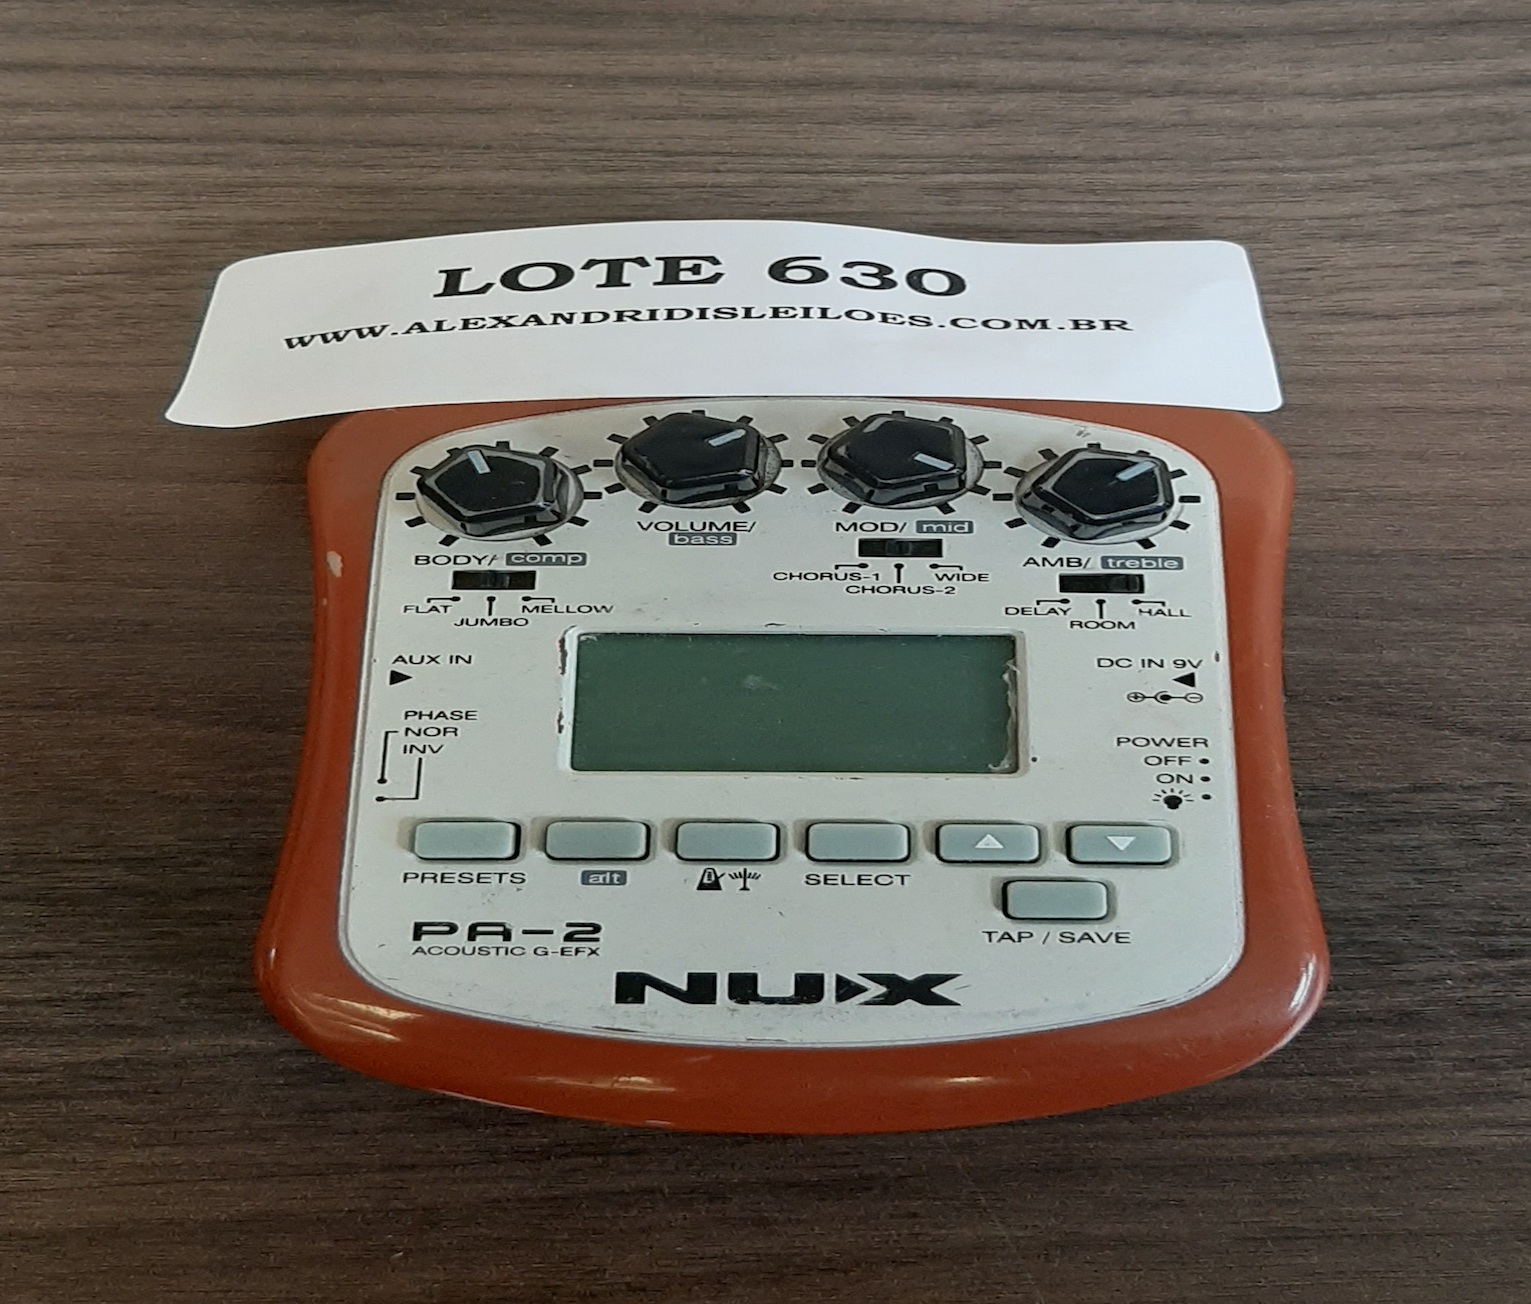 LOTE 630
WWW.ALEXANDRIDISLEILOES.COM.BR
BODY/ comp
VOLUME/
bass
MOD/ mid
AMB/ treble
FLAT MELLOW
JUMBO
CHORUS-1 WIDE
CHORUS-2
DELAY HALL
ROOM
AUX IN
DC IN 9V
PHASE
NOR
INV
POWER
OFF
ON
PRESETS alt SELECT
TAP / SAVE
PA-2
ACOUSTIC G-EFX
NUX